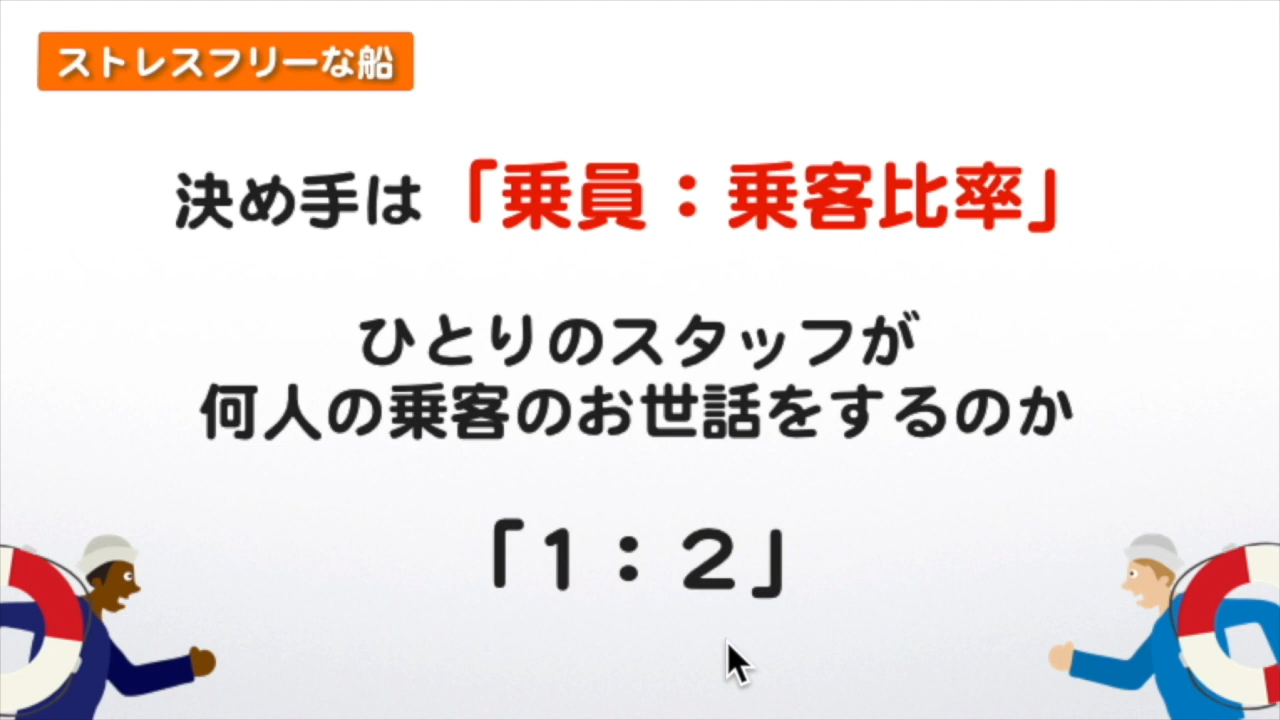 ストレスフリーな船
決め手は「乗員：乗客比率」
ひとりのスタッフが
何人の乗客のお世話をするのか
「１：２」